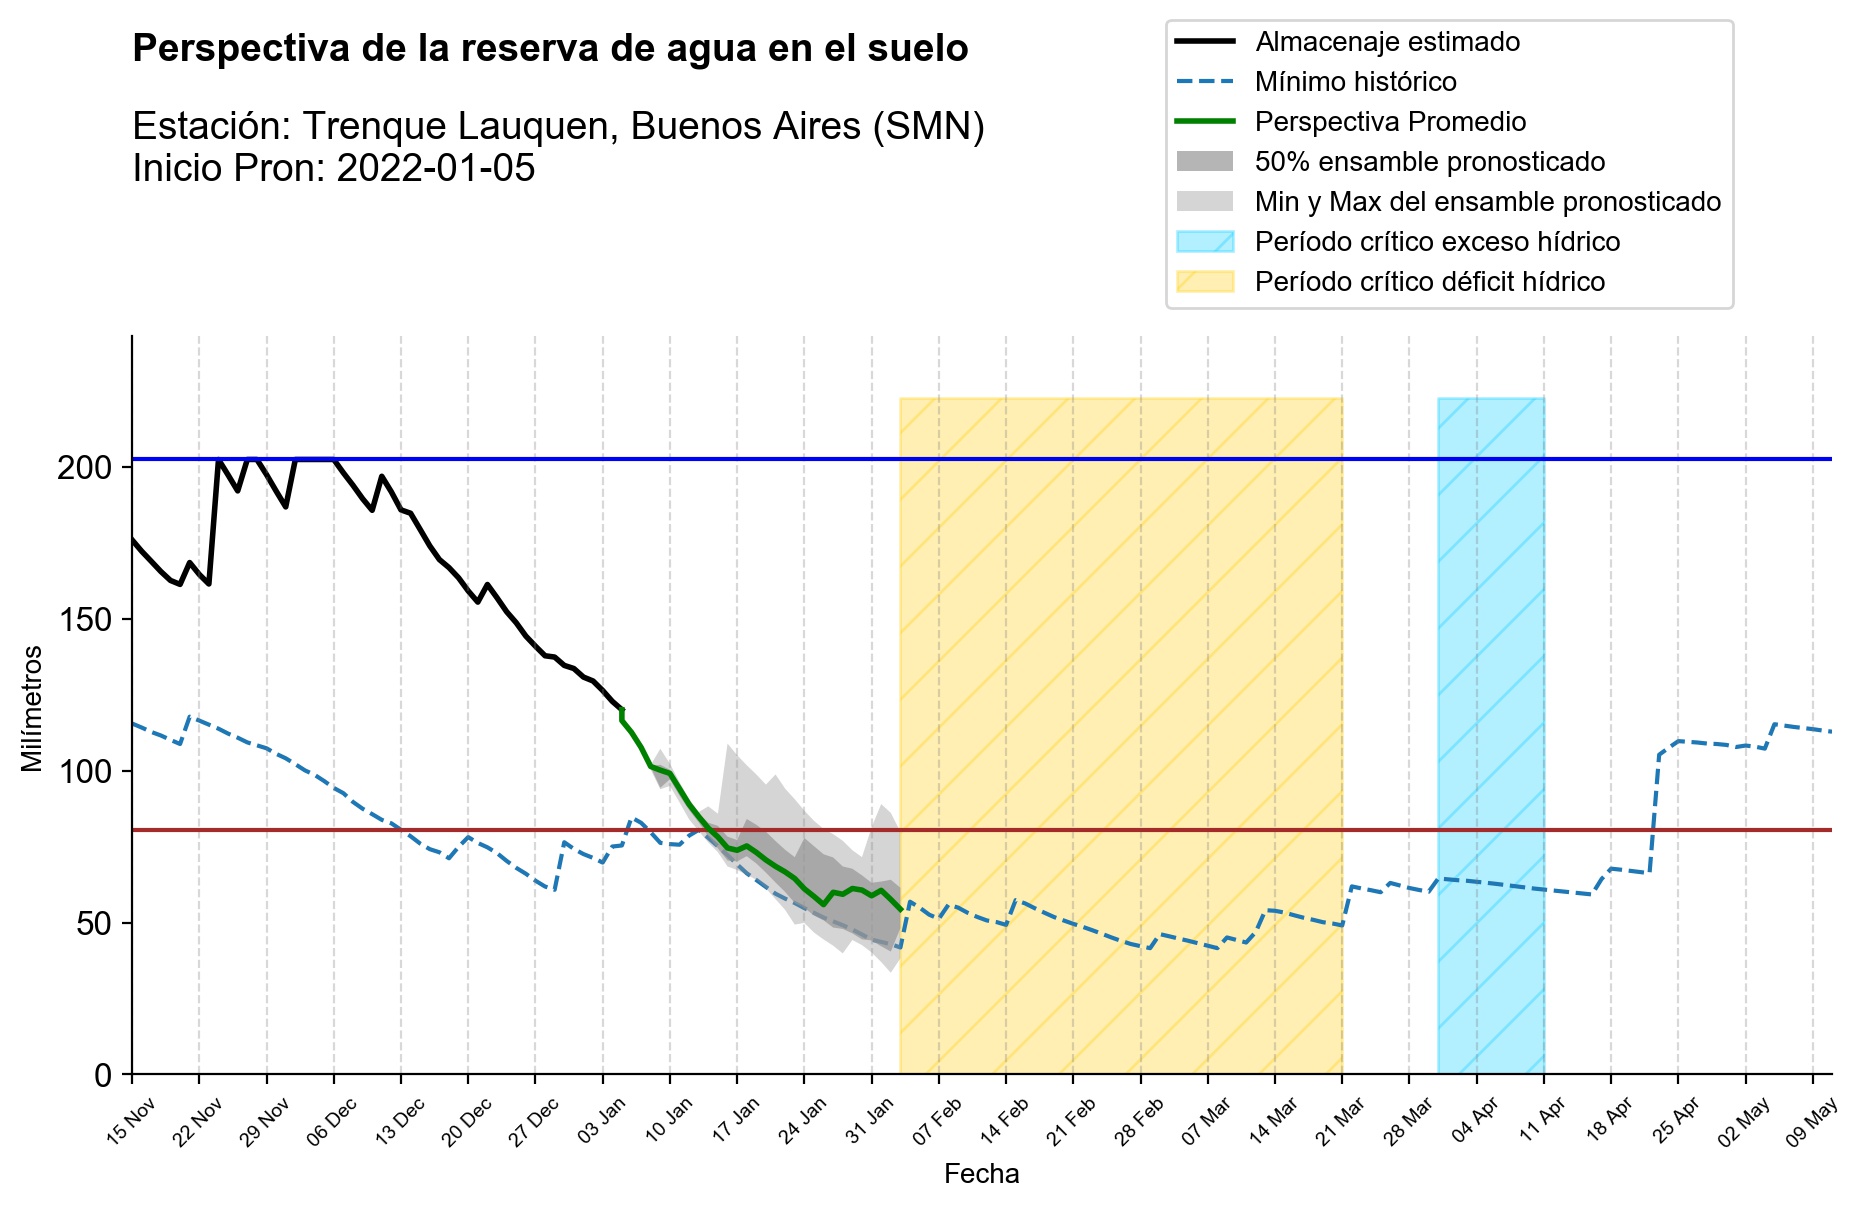 Perspectiva de la reserva de agua en el suelo
Estación: Trenque Lauquen, Buenos Aires (SMN)
Inicio Pron: 2022-01-05
Almacenaje estimado
Mínimo histórico
Perspectiva Promedio
50% ensamble pronosticado
Min y Max del ensamble pronosticado
Período crítico exceso hídrico
Período crítico déficit hídrico
Milímetros
200
150
100
50
0
15 Nov
22 Nov
29 Nov
06 Dec
13 Dec
20 Dec
27 Dec
03 Jan
10 Jan
17 Jan
24 Jan
31 Jan
07 Feb
14 Feb
21 Feb
28 Feb
07 Mar
14 Mar
21 Mar
28 Mar
04 Apr
11 Apr
18 Apr
25 Apr
02 May
09 May
Fecha